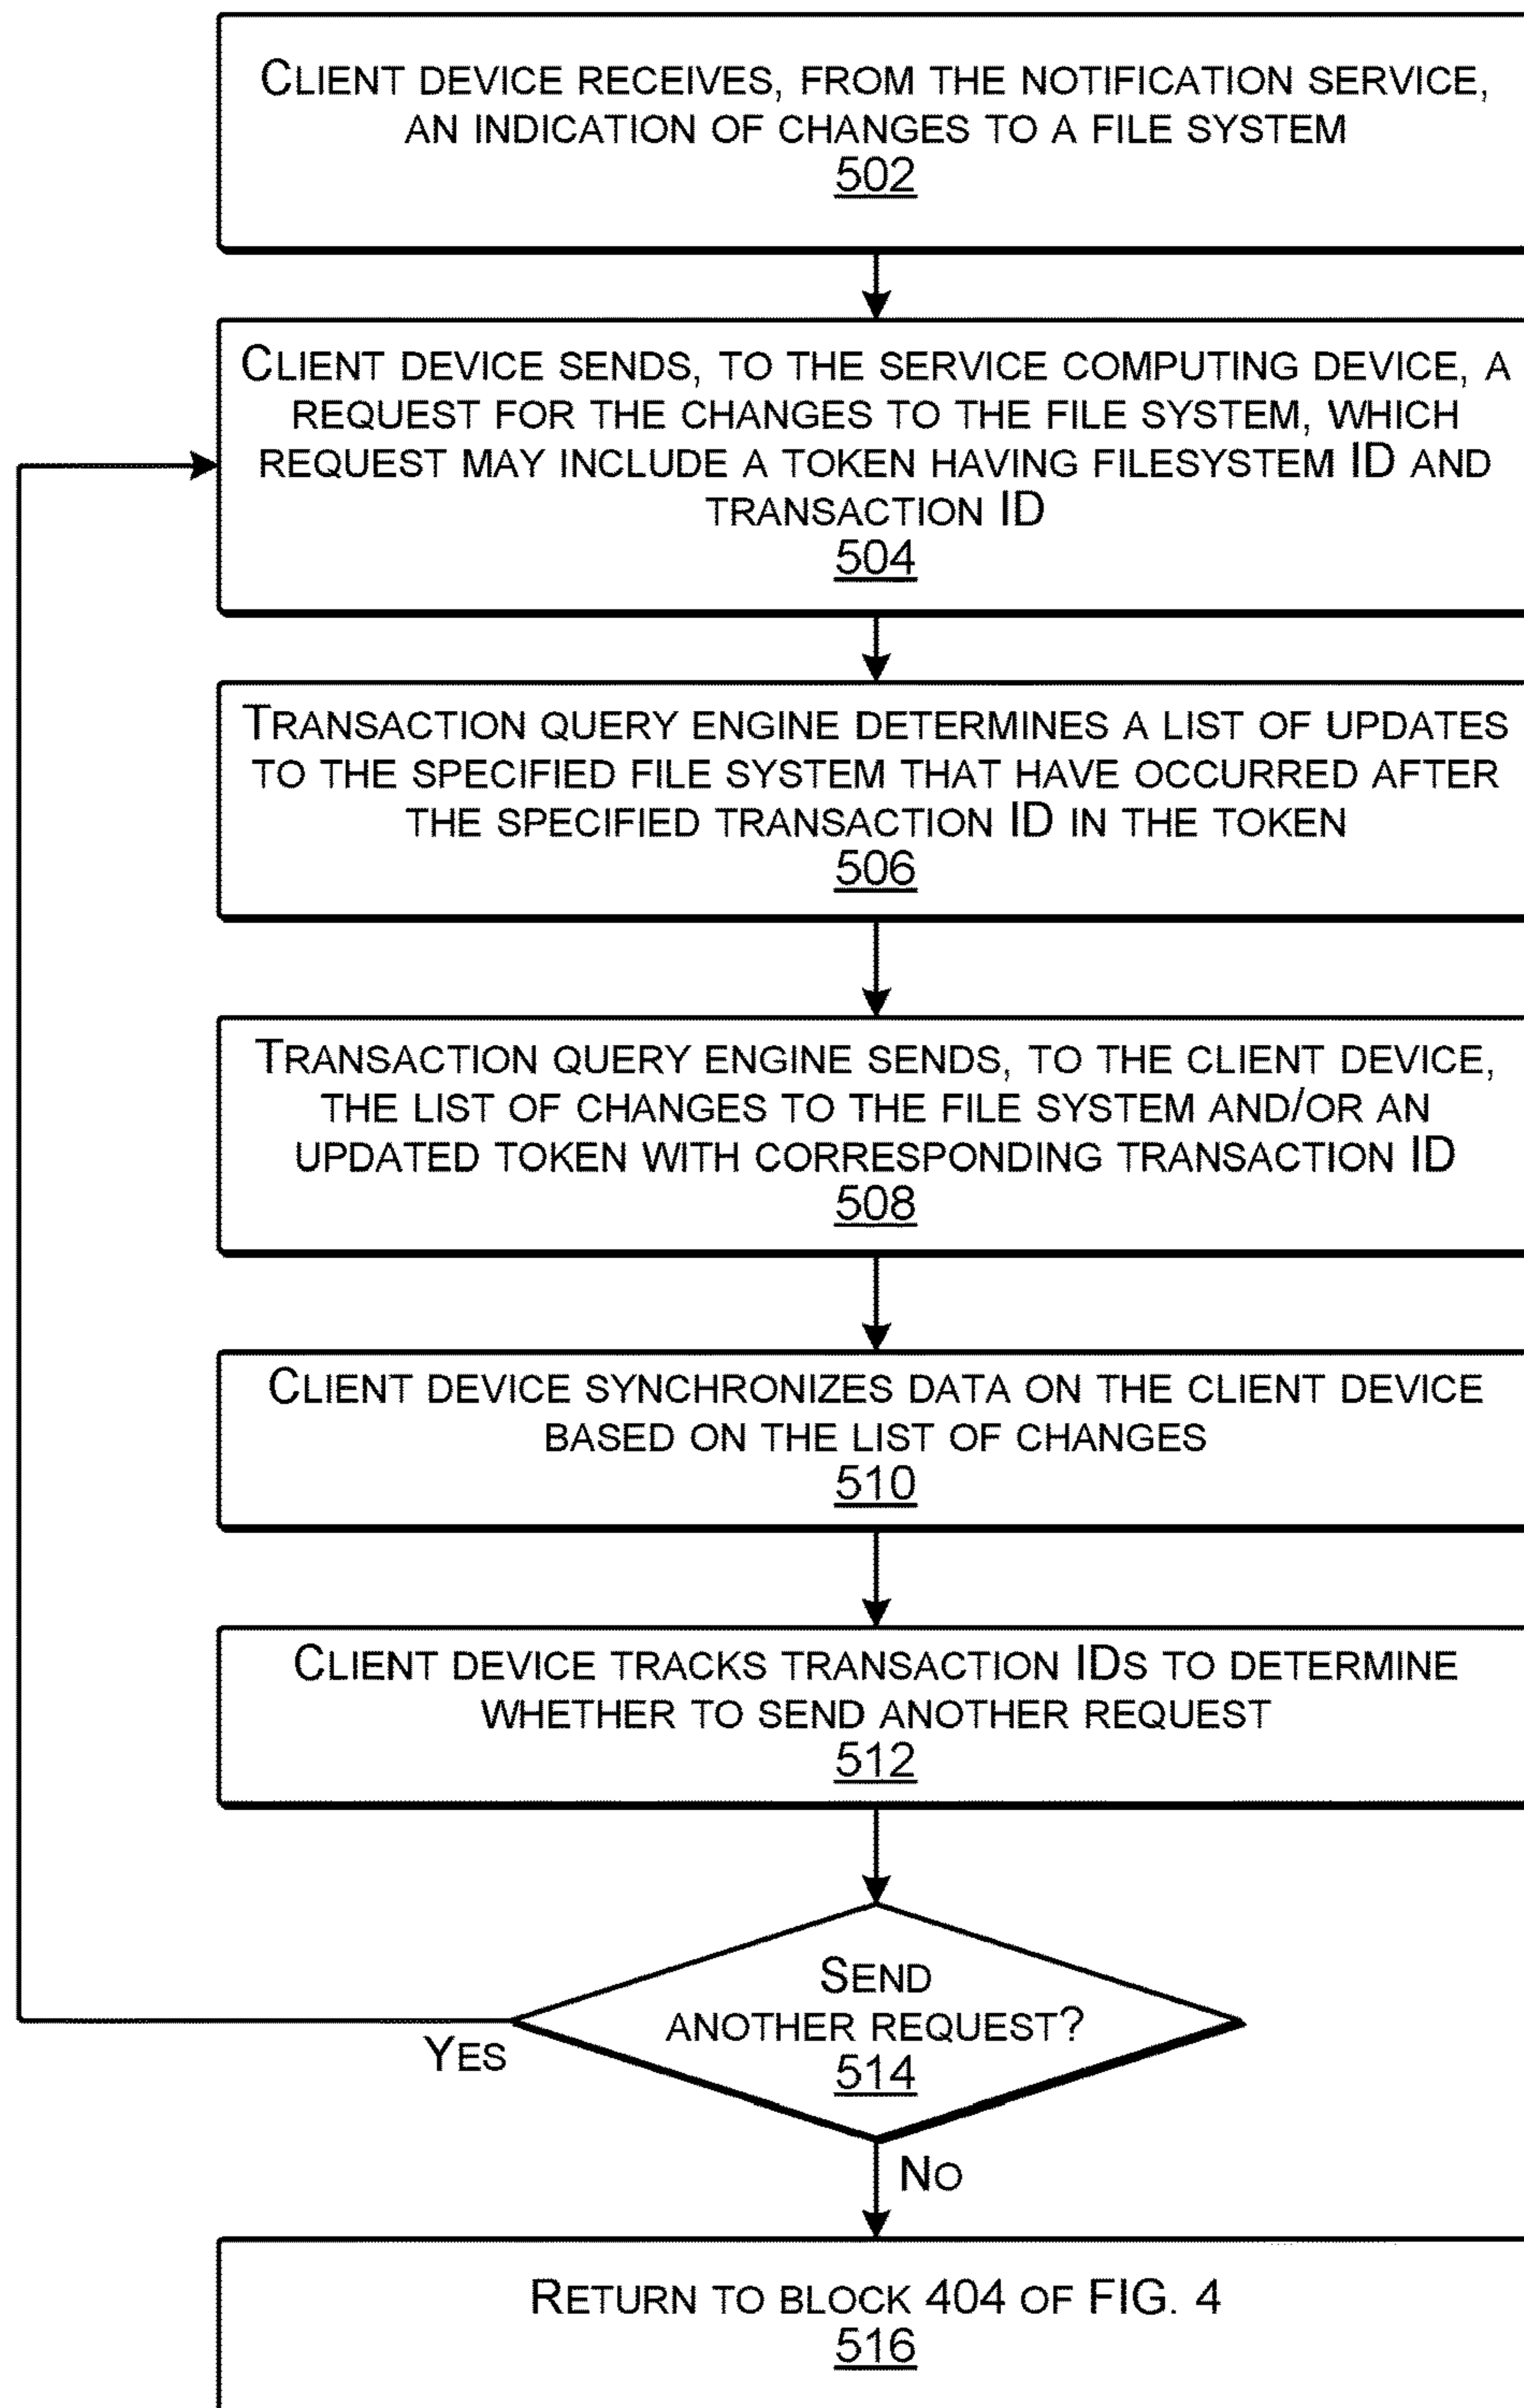 CLIENT DEVICE RECEIVES, FROM THE NOTIFICATION SERVICE,
AN INDICATION OF CHANGES TO A FILE SYSTEM
502
CLIENT DEVICE SENDS, TO THE SERVICE COMPUTING DEVICE, A
REQUEST FOR THE CHANGES TO THE FILE SYSTEM, WHICH
REQUEST MAY INCLUDE A TOKEN HAVING FILESYSTEM ID AND
TRANSACTION ID
504
TRANSACTION QUERY ENGINE DETERMINES A LIST OF UPDATES
TO THE SPECIFIED FILE SYSTEM THAT HAVE OCCURRED AFTER
THE SPECIFIED TRANSACTION ID IN THE TOKEN
506
TRANSACTION QUERY ENGINE SENDS, TO THE CLIENT DEVICE,
THE LIST OF CHANGES TO THE FILE SYSTEM AND/OR AN
UPDATED TOKEN WITH CORRESPONDING TRANSACTION ID
508
CLIENT DEVICE SYNCHRONIZES DATA ON THE CLIENT DEVICE
BASED ON THE LIST OF CHANGES
510
CLIENT DEVICE TRACKS TRANSACTION IDS TO DETERMINE
WHETHER TO SEND ANOTHER REQUEST
512
SEND
ANOTHER REQUEST?
514
YES
NO
RETURN TO BLOCK 404 OF FIG. 4
516